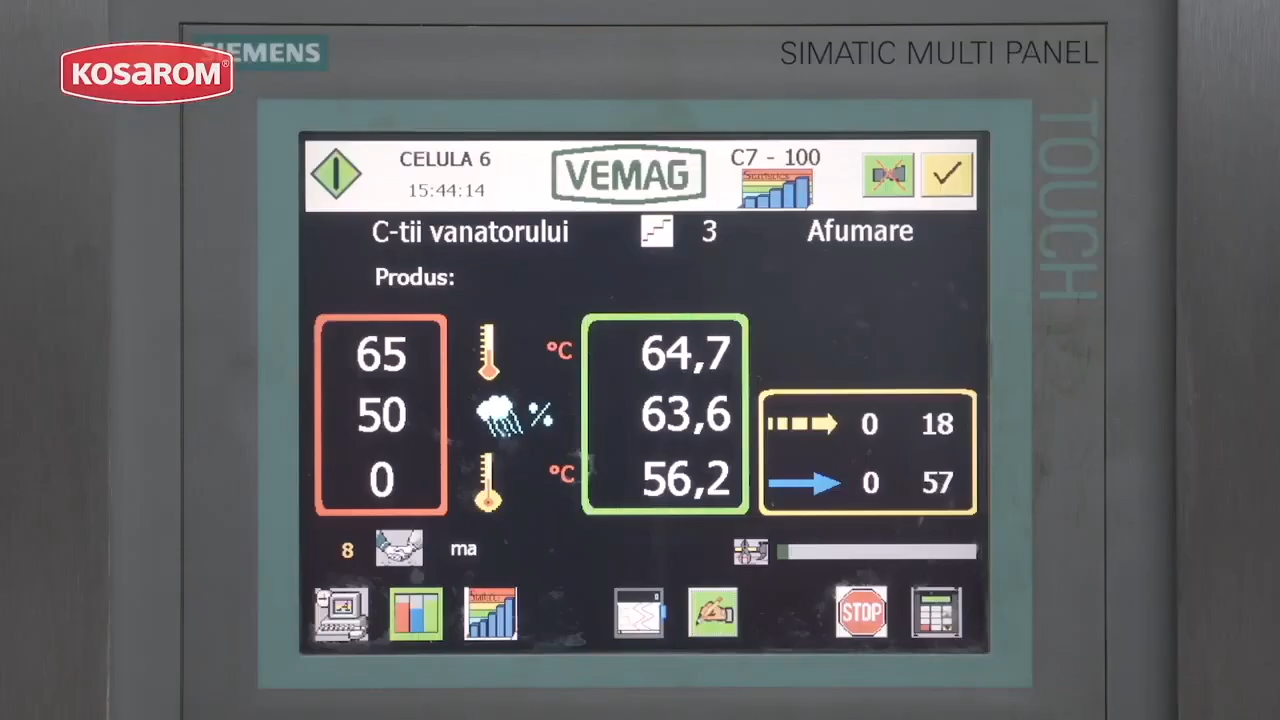 SIEMENS
KOSAROM®
SIMATIC MULTI PANEL
TOUCH
CELULA 6
15:44:14
VEMAG
C7 - 100
Statistics
C-tii vanatorului 3 Afumare
Produs:
65 °C 64,7
50 % 63,6
0 18
0 °C 56,2
0 57
8 ma
STOP